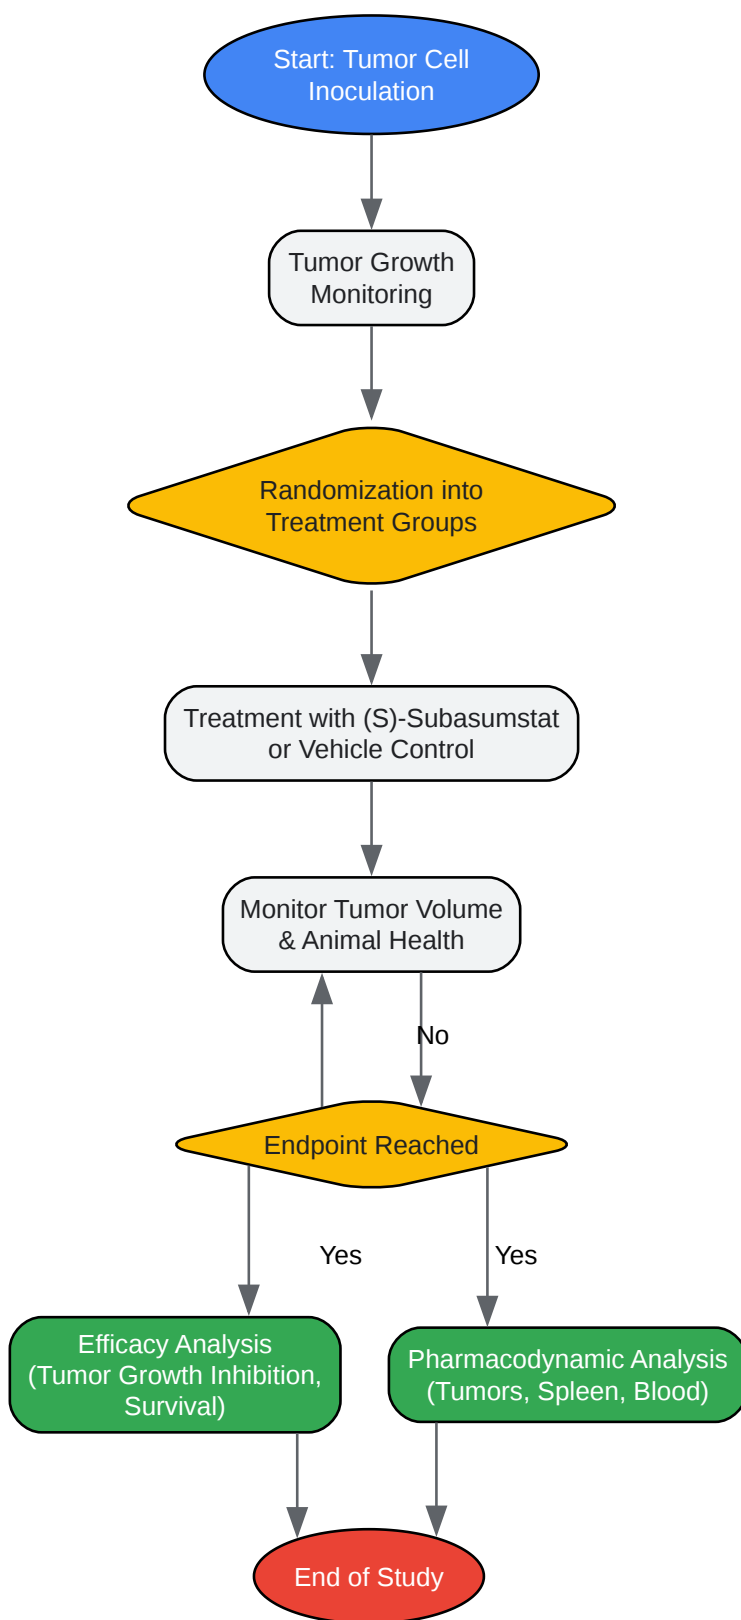 Start: Tumor Cell
Inoculation
Tumor Growth
Monitoring
Randomization into
Treatment Groups
Treatment with (S)-Subasumstat
or Vehicle Control
Monitor Tumor Volume
& Animal Health
No
Endpoint Reached
Yes
Yes
Efficacy Analysis
(Tumor Growth Inhibition,
Survival)
Pharmacodynamic Analysis
(Tumors, Spleen, Blood)
End of Study